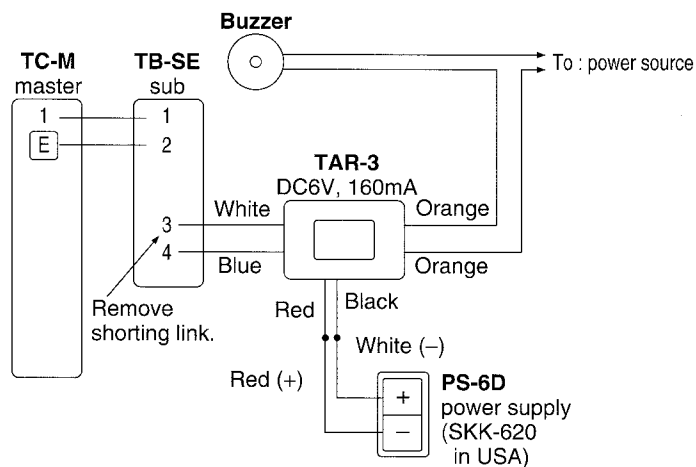 Buzzer
TC-M
master
1
E
TB-SE
sub
1
2
3
4
To : power source
TAR-3
DC6V, 160mA
White
Blue
Orange
Orange
Remove
shorting link.
Red
Black
Red (+)
White (–)
+
–
PS-6D
power supply
(SKK-620
in USA)